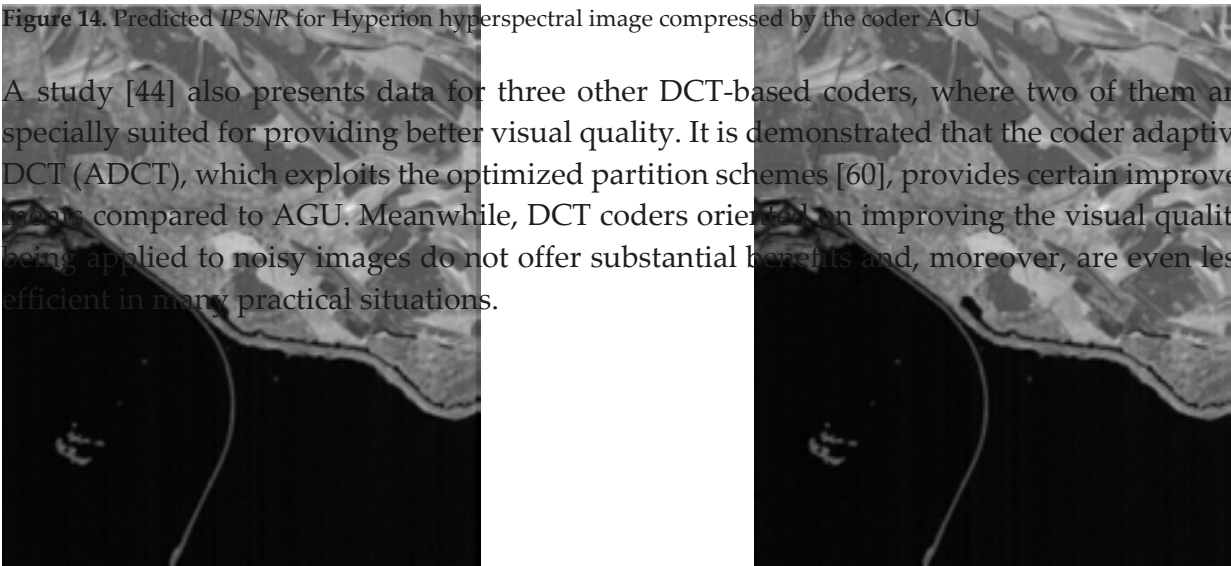 Figure 14. Predicted IPSNR for Hyperion hyperspectral image compressed by the coder AGU
A study [44] also presents data for three other DCT-based coders, where two of them ar
specially suited for providing better visual quality. It is demonstrated that the coder adaptiv
DCT (ADCT), which exploits the optimized partition schemes [60], provides certain improve
ments compared to AGU. Meanwhile, DCT coders oriented on improving the visual qualit
being applied to noisy images do not offer substantial benefits and, moreover, are even les
efficient in many practical situations.